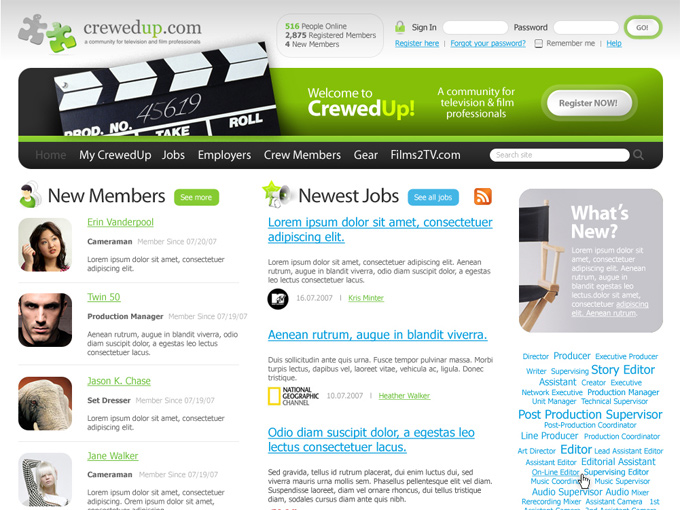 crewedup.com
a community for television and film professionals
516 People Online
2,875 Registered Members
4 New Members
Sign In
Password
GO!
Register here | Forgot your password? Remember me | Help
45619
PROD. NO.
TAKE
ROLL
Welcome to
CrewedUp!
A community for
television & film
professionals
Register NOW!
Home My CrewedUp Jobs Employers Crew Members Gear Films2TV.com
Search site
New Members
See more
Erin Vanderpool
Cameraman Member Since 07/20/07
Lorem ipsum dolor sit amet, consectetuer
adipiscing elit.
Twin 50
Production Manager Member Since 07/19/07
Aenean rutrum, augue in blandit viverra, odio
diam suscipit dolor, a egestas leo lectus
consectetuer lacus.
Jason K. Chase
Set Dresser Member Since 07/19/07
Lorem ipsum dolor sit amet, consectetuer
Jane Walker
Cameraman Member Since 07/19/07
Lorem ipsum dolor sit amet, consectetuer
adipiscing elit. Aenean rutrum, augue in
Newest Jobs
See all jobs
Lorem ipsum dolor sit amet, consectetuer
adipiscing elit.
Lorem ipsum dolor sit amet, consectetuer adipiscing elit. Aenean
rutrum, augue in blandit viverra, odio diam suscipit dolor, a egestas
leo lectus consectetuer lacus.
16.07.2007 | Kris Minter
Aenean rutrum, augue in blandit viverra.
Duis sollicitudin ante quis urna. Fusce tempor pulvinar massa. Morbi
turpis lectus, dapibus vel, laoreet vitae, vehicula ac, ligula. Donec
tristique.
NATIONAL
GEOGRAPHIC
CHANNEL
10.07.2007 | Heather Walker
Odio diam suscipit dolor, a egestas leo
lectus consectetuer lacus.
Sed gravida, tellus id rutrum placerat, dui enim luctus dui, sed
viverra mauris urna mollis sem. Phasellus pellentesque elit vel diam.
Suspendisse laoreet, diam vel ornare rhoncus, dui tellus tristique
diam, sodales cursus diam ante quis nibh.
What's
New?
Lorem ipsum dolor sit
amet, consectetuer
adipiscing elit. Aenean
rutrum, augue in blandit
viverra, odio diam
suscipit dolor, a egestas
leo lectus.dolor sit
amet, consectetuer
adipiscing
elit. Aenean rutrum.
Director Producer Executive Producer
Writer Supervising Story Editor
Assistant Creator Executive
Network Executive Production Manager
Unit Manager Technical Supervisor
Post Production Supervisor
Post-Production Coordinator
Line Producer Production Coordinator
Art Director Editor Lead Assistant Editor
Assistant Editor Editorial Assistant
On-Line Editor Supervising Editor
Music Supervisor
Audio Supervisor Audio Mixer
Rerecording Mixer Assistant Camera 1st